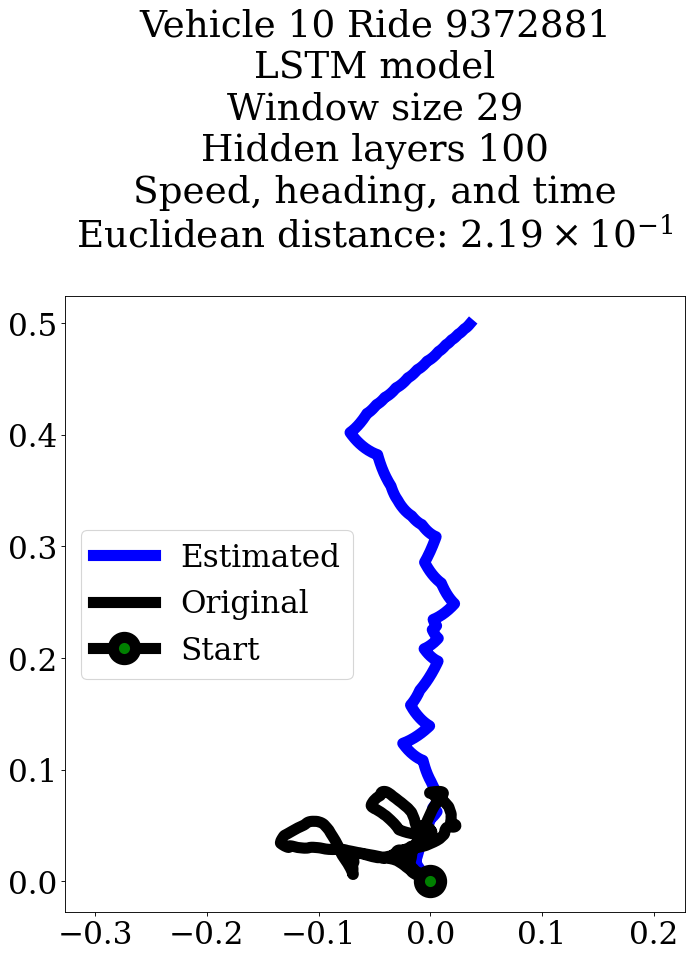 Vehicle 10 Ride 9372881
LSTM model
Window size 29
Hidden layers 100
Speed, heading, and time
Euclidean distance: 2.19 × 10⁻¹
0.5
0.4
0.3
0.2
0.1
0.0
Estimated
Original
Start
−0.3 −0.2 −0.1 0.0 0.1 0.2